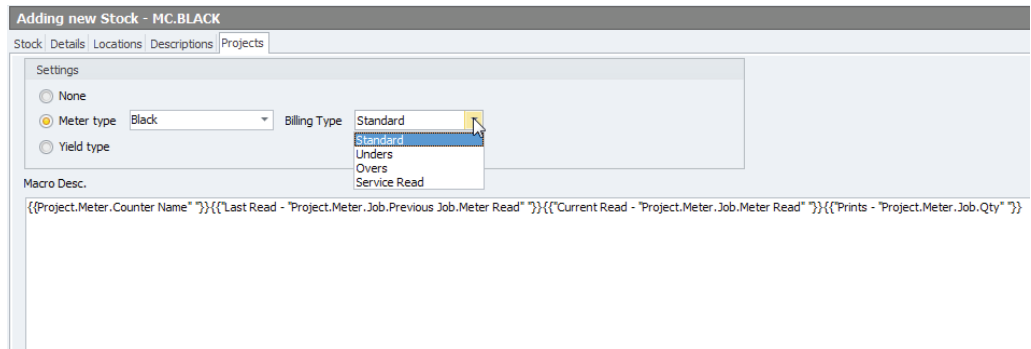 Adding new Stock - MC.BLACK
Stock Details Locations Descriptions Projects
Settings
None
Meter type Black Billing Type Standard
Standard
Unders
Yield type
Overs
Service Read
Macro Desc.
{{Project.Meter.Counter Name" "}}{{"Last Read - "Project.Meter.Job.Previous Job.Meter Read" "}}{{"Current Read - "Project.Meter.Job.Meter Read" "}}{{"Prints - "Project.Meter.Job.Qty" "}}